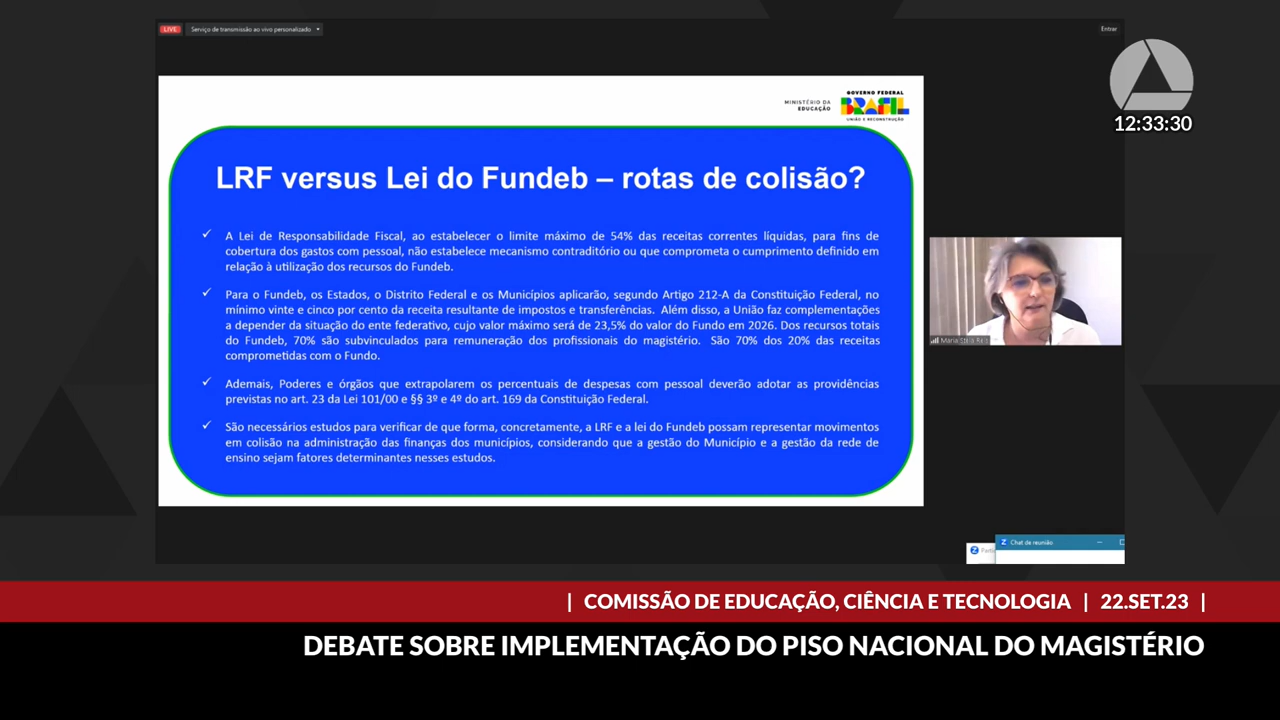 LIVE
Serviço de transmissão ao vivo personalizado
Entrar
12:33:30
MINISTÉRIO DA
EDUCAÇÃO
GOVERNO FEDERAL
BRASIL
UNIÃO E RECONSTRUÇÃO
LRF versus Lei do Fundeb – rotas de colisão?
✓ A Lei de Responsabilidade Fiscal, ao estabelecer o limite máximo de 54% das receitas correntes líquidas, para fins de
cobertura dos gastos com pessoal, não estabelece mecanismo contraditório ou que comprometa o cumprimento definido em
relação à utilização dos recursos do Fundeb.
✓ Para o Fundeb, os Estados, o Distrito Federal e os Municípios aplicarão, segundo Artigo 212-A da Constituição Federal, no
mínimo vinte e cinco por cento da receita resultante de impostos e transferências. Além disso, a União faz complementações
a depender da situação do ente federativo, cujo valor máximo será de 23,5% do valor do Fundo em 2026. Dos recursos totais
do Fundeb, 70% são subvinculados para remuneração dos profissionais do magistério. São 70% dos 20% das receitas
comprometidas com o Fundo.
✓ Ademais, Poderes e órgãos que extrapolarem os percentuais de despesas com pessoal deverão adotar as providências
previstas no art. 23 da Lei 101/00 e §§ 3º e 4º do art. 169 da Constituição Federal.
✓ São necessários estudos para verificar de que forma, concretamente, a LRF e a lei do Fundeb possam representar movimentos
em colisão na administração das finanças dos municípios, considerando que a gestão do Município e a gestão da rede de
ensino sejam fatores determinantes nesses estudos.
Maria
Chat de reunião
| COMISSÃO DE EDUCAÇÃO, CIÊNCIA E TECNOLOGIA | 22.SET.23 |
DEBATE SOBRE IMPLEMENTAÇÃO DO PISO NACIONAL DO MAGISTÉRIO